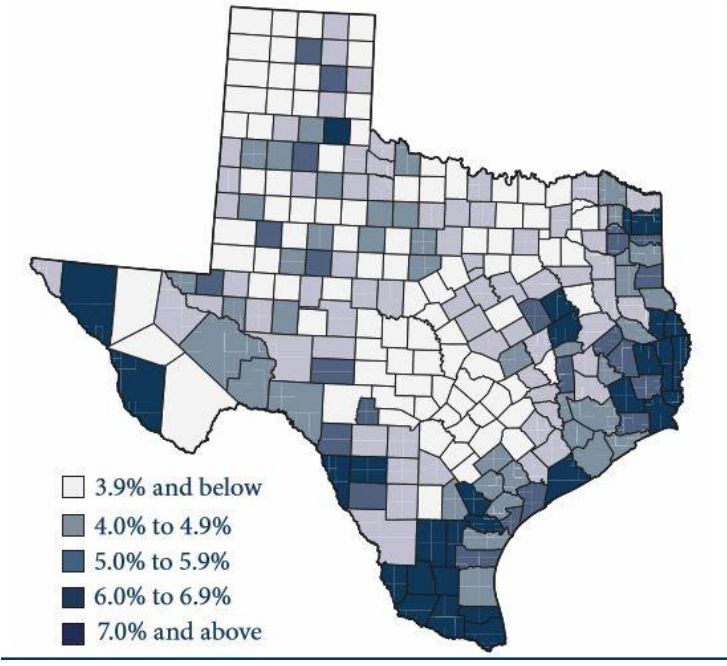 3.9% and below
4.0% to 4.9%
5.0% to 5.9%
6.0% to 6.9%
7.0% and above